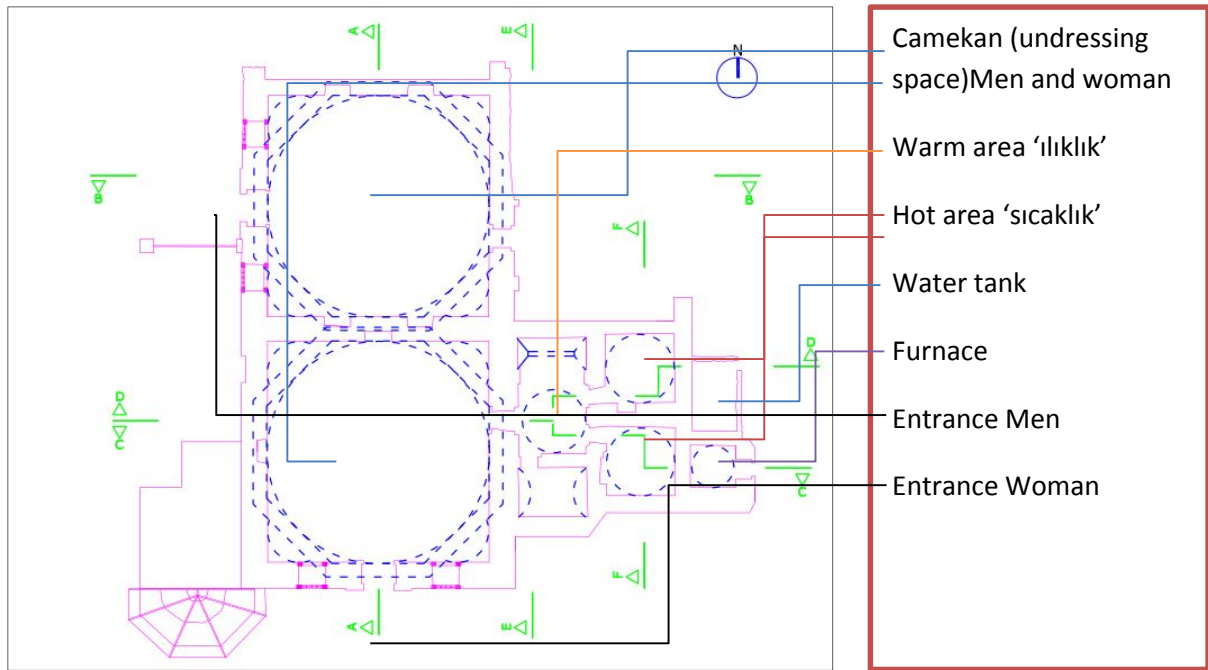 A E
N
B B
F
D D
C C
F
A E
Camekan (undressing
space)Men and woman
Warm area ‘ılıklık’
Hot area ‘sıcaklık’
Water tank
Furnace
Entrance Men
Entrance Woman